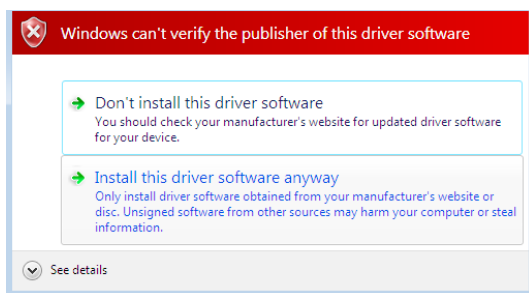 Windows can't verify the publisher of this driver software
Don't install this driver software
You should check your manufacturer's website for updated driver software
for your device.
Install this driver software anyway
Only install driver software obtained from your manufacturer's website or
disc. Unsigned software from other sources may harm your computer or steal
information.
See details